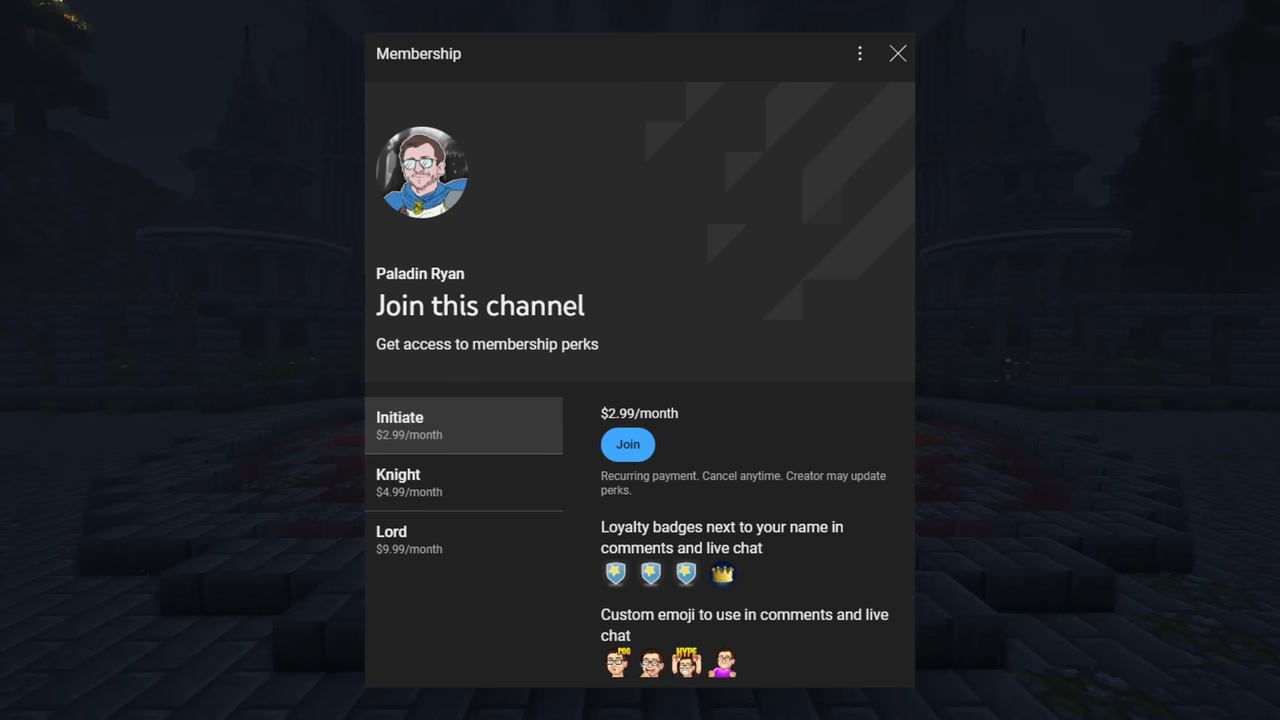 Membership
Paladin Ryan
Join this channel
Get access to membership perks
Initiate
$2.99/month
Knight
$4.99/month
Lord
$9.99/month
$2.99/month
Join
Recurring payment. Cancel anytime. Creator may update
perks.
Loyalty badges next to your name in
comments and live chat
Custom emoji to use in comments and live
chat
POG
HYPE